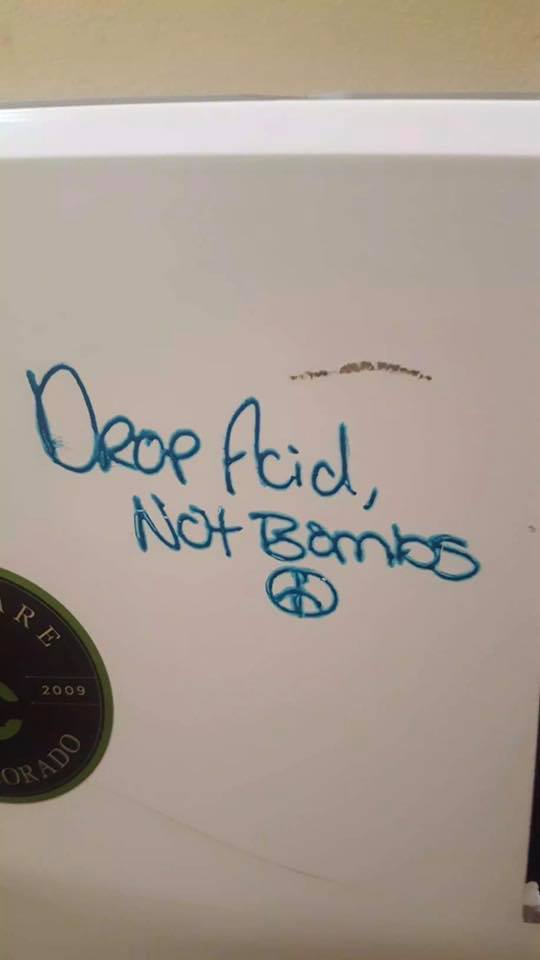 Drop Acid,
Not Bombs
ARE
2009
ORADO